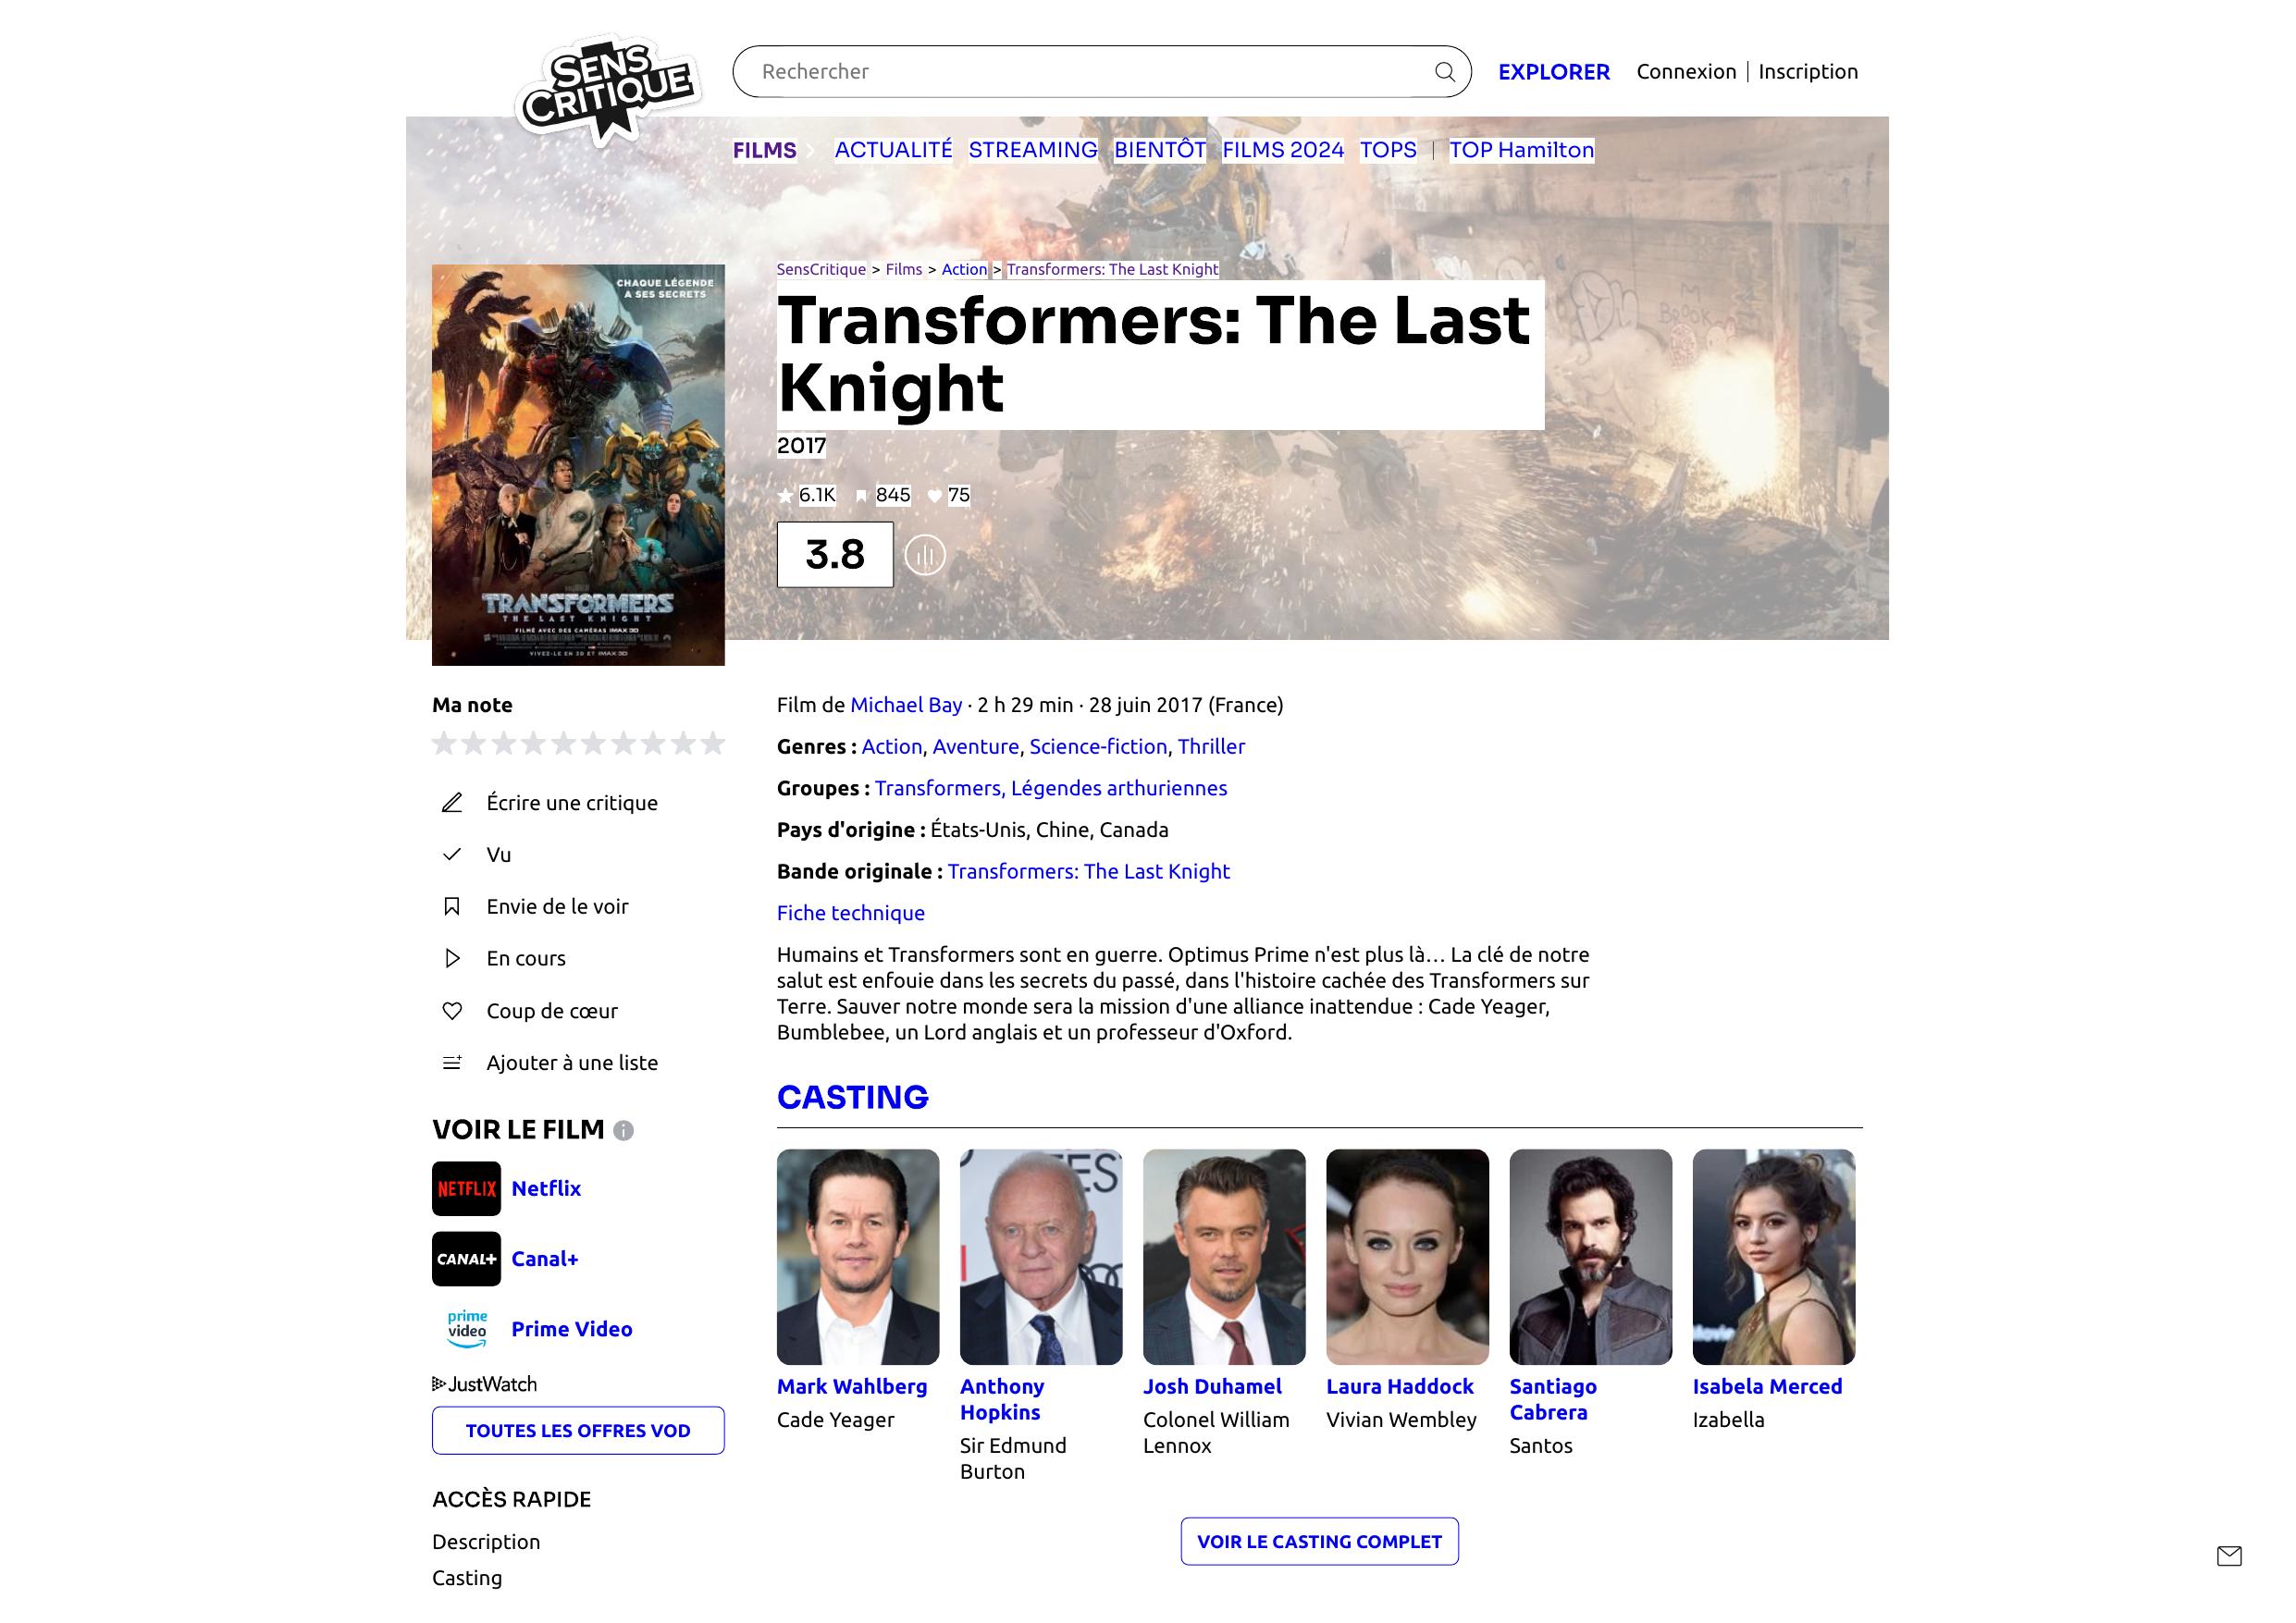 SENS
CRITIQUE
Rechercher
EXPLORER
Connexion | Inscription
FILMS
ACTUALITÉ
STREAMING
BIENTÔT
FILMS 2024
TOPS
|
TOP Hamilton
SensCritique > Films > Action > Transformers: The Last Knight
Transformers: The Last
Knight
2017
6.1K
845
75
3.8
CHAQUE LÉGENDE
A SES SECRETS
TRANSFORMERS
THE LAST KNIGHT
FILMÉ AVEC DES CAMÉRAS IMAX 3D
VIVEZ-LE EN 3D ET IMAX 3D
Ma note
Écrire une critique
Vu
Envie de le voir
En cours
Coup de cœur
Ajouter à une liste
VOIR LE FILM
NETFLIX
Netflix
CANAL+
Canal+
prime
video
Prime Video
JustWatch
TOUTES LES OFFRES VOD
ACCÈS RAPIDE
Description
Casting
Film de Michael Bay · 2 h 29 min · 28 juin 2017 (France)
Genres : Action, Aventure, Science-fiction, Thriller
Groupes : Transformers, Légendes arthuriennes
Pays d'origine : États-Unis, Chine, Canada
Bande originale : Transformers: The Last Knight
Fiche technique
Humains et Transformers sont en guerre. Optimus Prime n'est plus là… La clé de notre
salut est enfouie dans les secrets du passé, dans l'histoire cachée des Transformers sur
Terre. Sauver notre monde sera la mission d'une alliance inattendue : Cade Yeager,
Bumblebee, un Lord anglais et un professeur d'Oxford.
CASTING
Mark Wahlberg
Cade Yeager
Anthony
Hopkins
Sir Edmund
Burton
Josh Duhamel
Colonel William
Lennox
Laura Haddock
Vivian Wembley
Santiago
Cabrera
Santos
Isabela Merced
Izabella
VOIR LE CASTING COMPLET